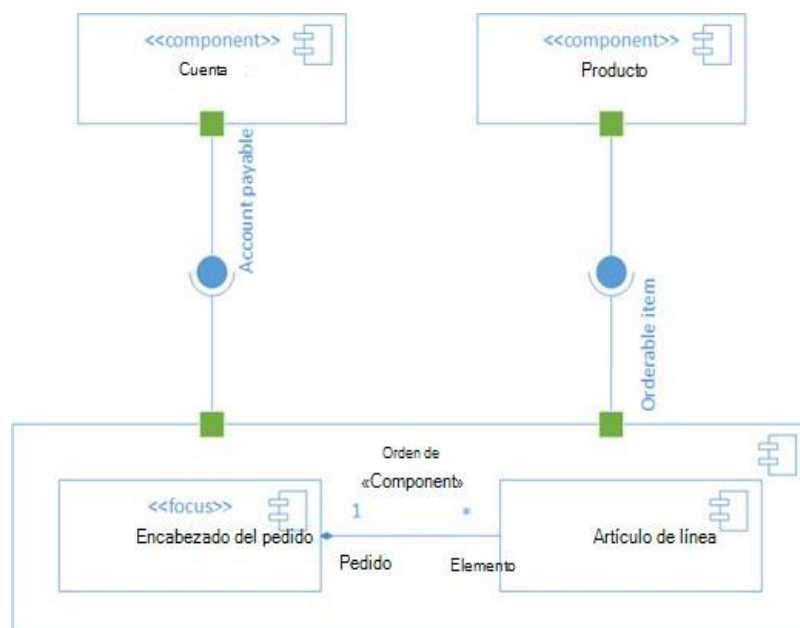 <<component>>
Cuenta
<<component>>
Producto
Account payable
Orderable item
Orden de
«Component»
<<focus>>
Encabezado del pedido
1
*
Pedido
Elemento
Artículo de línea